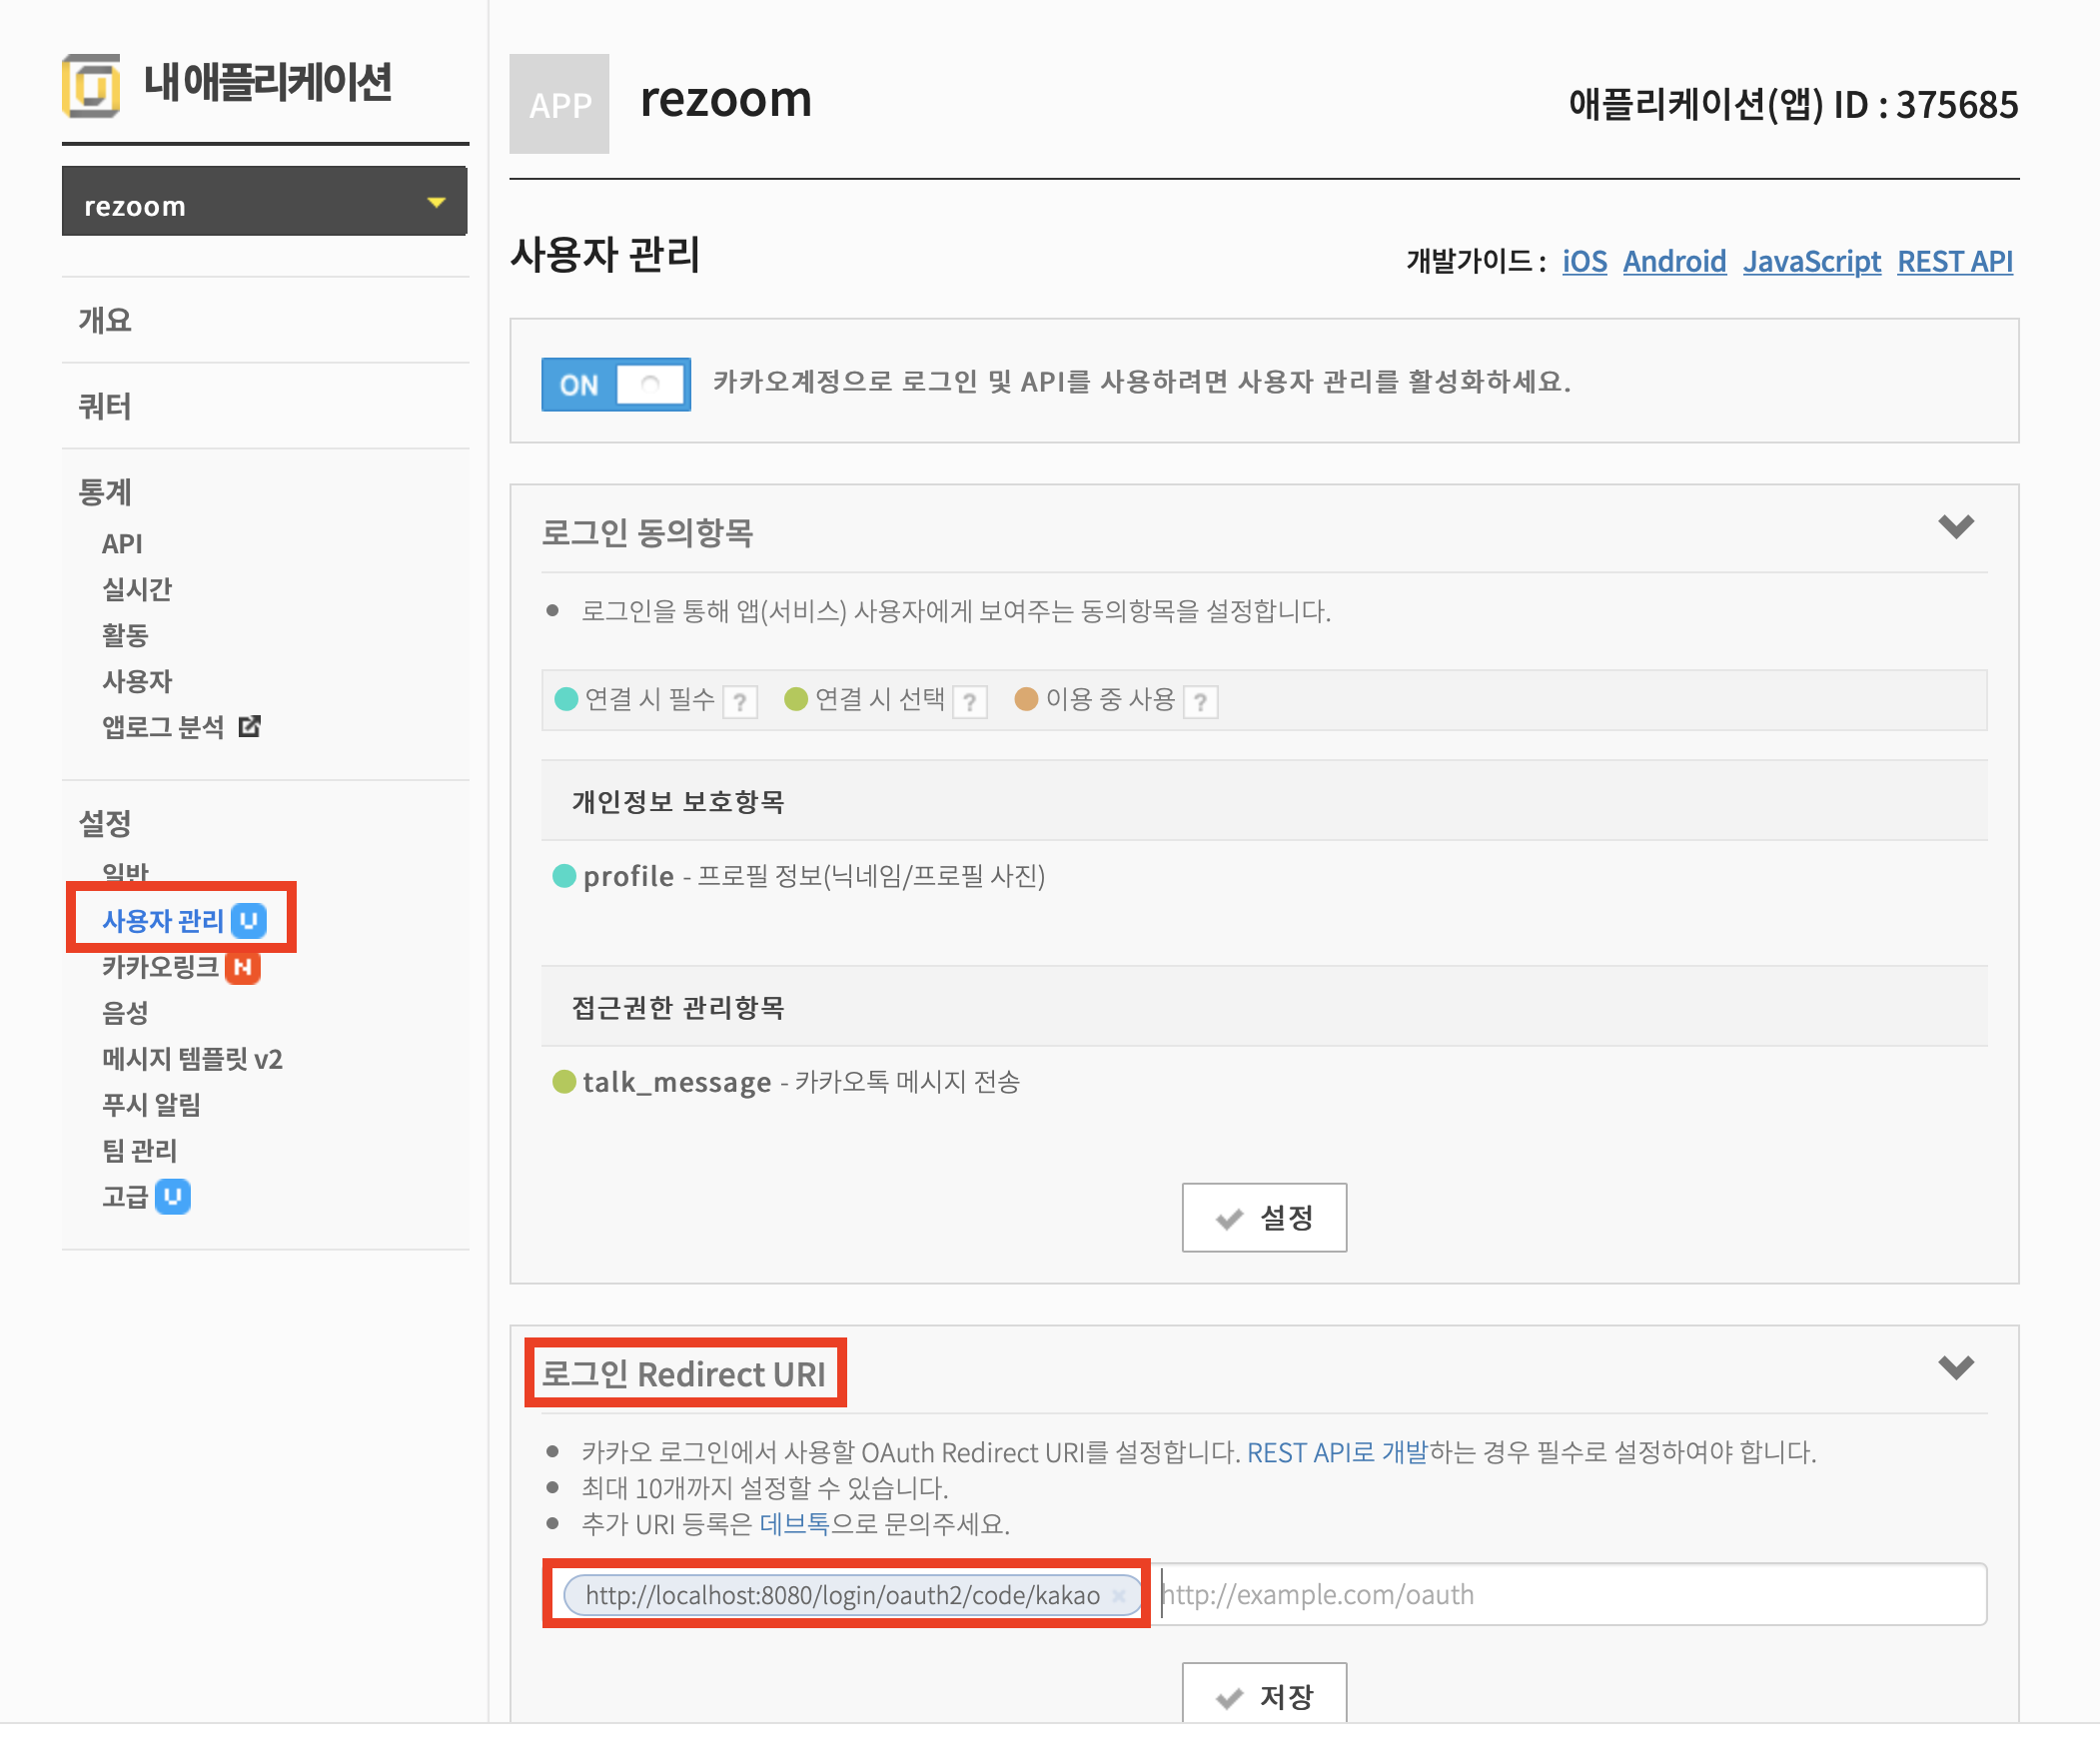 내 애플리케이션
rezoom
개요
쿼터
통계
API
실시간
활동
사용자
앱로그 분석
설정
일반
사용자 관리 U
카카오링크 N
음성
메시지 템플릿 v2
푸시 알림
팀 관리
고급 U
APP rezoom
애플리케이션(앱) ID : 375685
사용자 관리
개발가이드 : iOS Android JavaScript REST API
ON 카카오계정으로 로그인 및 API를 사용하려면 사용자 관리를 활성화하세요.
로그인 동의항목
로그인을 통해 앱(서비스) 사용자에게 보여주는 동의항목을 설정합니다.
연결 시 필수 ? 연결 시 선택 ? 이용 중 사용 ?
개인정보 보호항목
profile - 프로필 정보(닉네임/프로필 사진)
접근권한 관리항목
talk_message - 카카오톡 메시지 전송
설정
로그인 Redirect URI
카카오 로그인에서 사용할 OAuth Redirect URI를 설정합니다. REST API로 개발하는 경우 필수로 설정하여야 합니다.
최대 10개까지 설정할 수 있습니다.
추가 URI 등록은 데브톡으로 문의주세요.
http://localhost:8080/login/oauth2/code/kakao × http://example.com/oauth
저장